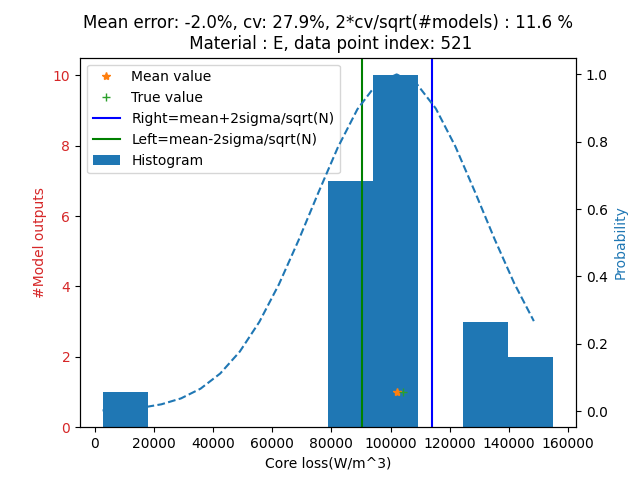 Mean error: -2.0%, cv: 27.9%, 2*cv/sqrt(#models) : 11.6 %
Material : E, data point index: 521
Mean value
True value
Right=mean+2sigma/sqrt(N)
Left=mean-2sigma/sqrt(N)
Histogram
10
8
6
4
2
0
#Model outputs
1.0
0.8
0.6
0.4
0.2
0.0
Probability
0 20000 40000 60000 80000 100000 120000 140000 160000
Core loss(W/m^3)